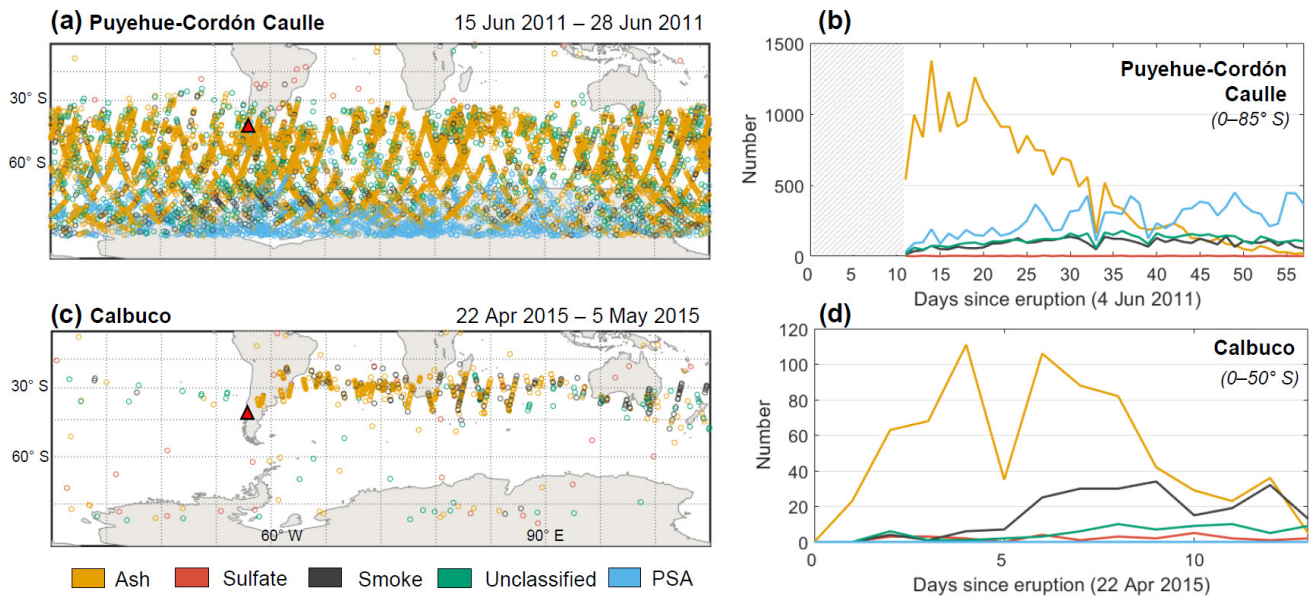 (a) Puyehue-Cordón Caulle 15 Jun 2011 – 28 Jun 2011
30° S
60° S
(b)
1500
1000
500
0
Number
Puyehue-Cordón
Caulle
(0–85° S)
0 5 10 15 20 25 30 35 40 45 50 55
Days since eruption (4 Jun 2011)
(c) Calbuco 22 Apr 2015 – 5 May 2015
30° S
60° S
60° W 90° E
(d)
120
100
80
60
40
20
0
Number
Calbuco
(0–50° S)
0 5 10
Days since eruption (22 Apr 2015)
Ash Sulfate Smoke Unclassified PSA